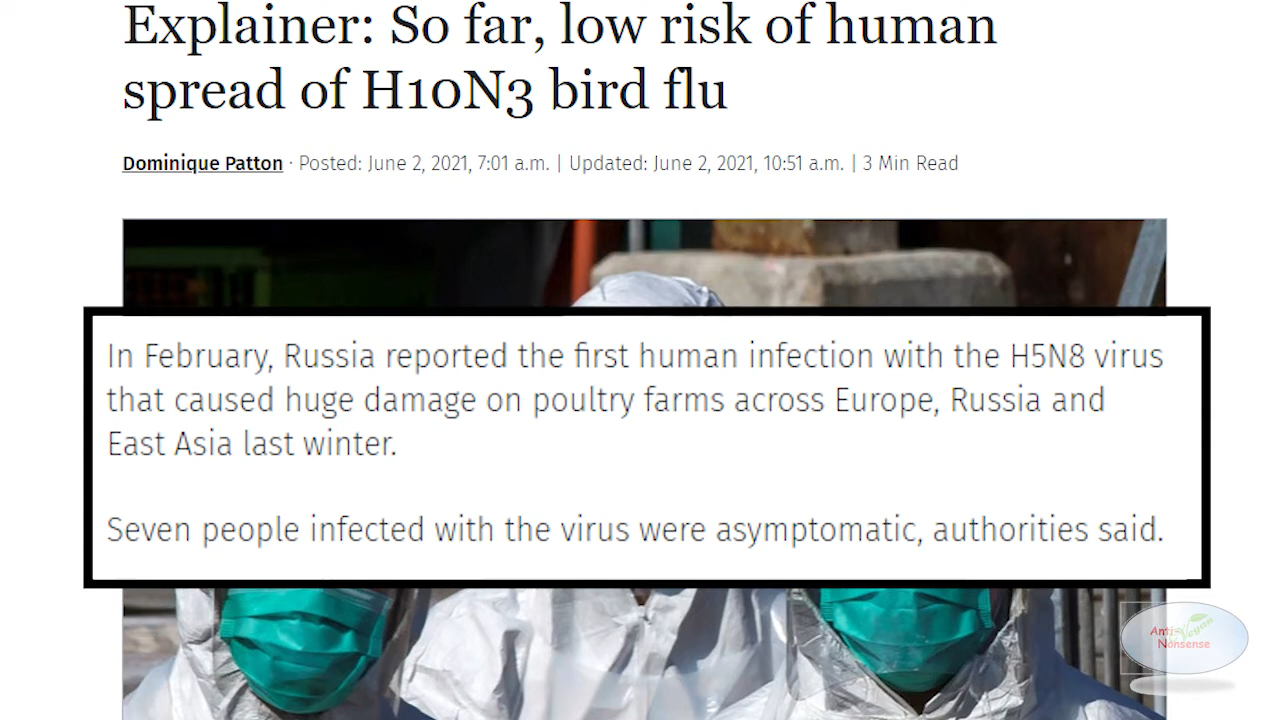 Explainer: So far, low risk of human
spread of H10N3 bird flu
Dominique Patton · Posted: June 2, 2021, 7:01 a.m. | Updated: June 2, 2021, 10:51 a.m. | 3 Min Read
In February, Russia reported the first human infection with the H5N8 virus
that caused huge damage on poultry farms across Europe, Russia and
East Asia last winter.
Seven people infected with the virus were asymptomatic, authorities said.
Anti-Vegan
Nonsense